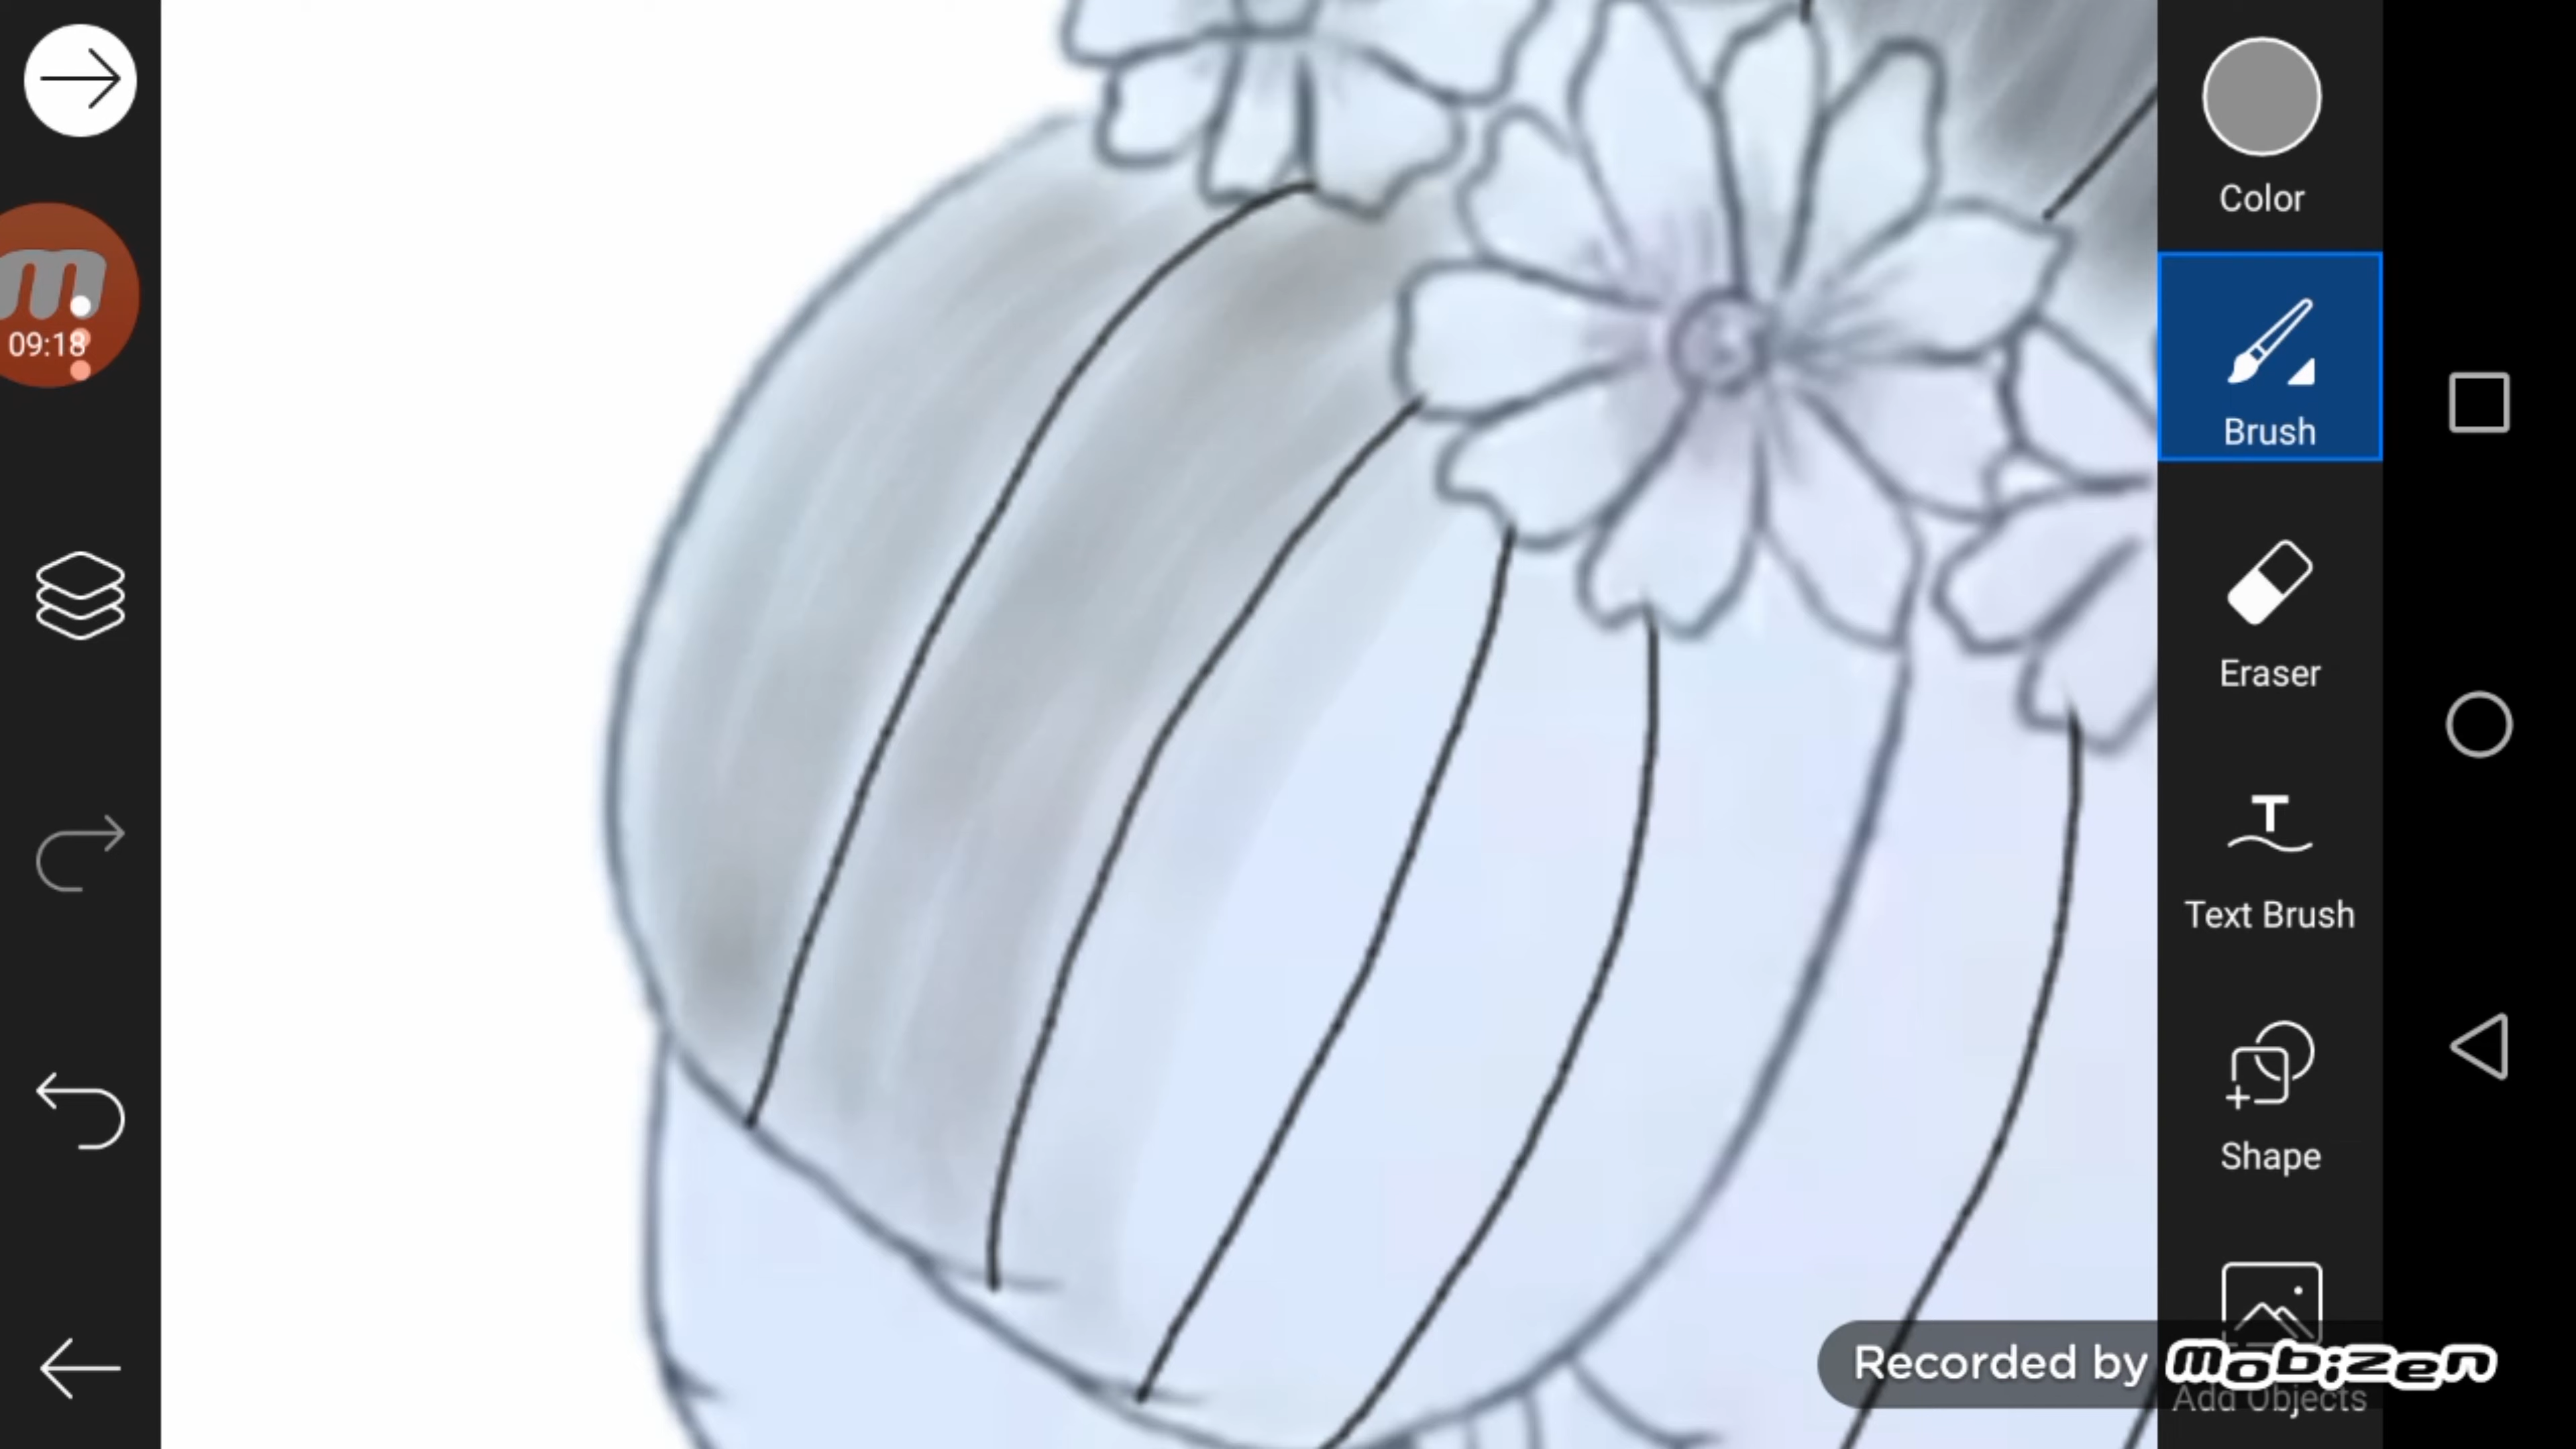 Color
m
09:18
Brush
Eraser
Text Brush
Shape
Recorded by mobizen
Add Objects